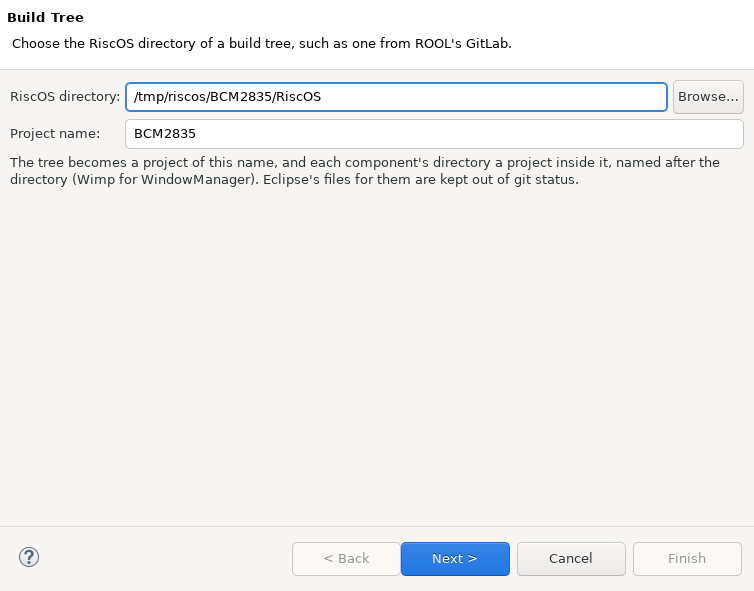 Build Tree
Choose the RiscOS directory of a build tree, such as one from ROOL's GitLab.
RiscOS directory: /tmp/riscos/BCM2835/RiscOS Browse...
Project name: BCM2835
The tree becomes a project of this name, and each component's directory a project inside it, named after the
directory (Wimp for WindowManager). Eclipse's files for them are kept out of git status.
? < Back Next > Cancel Finish